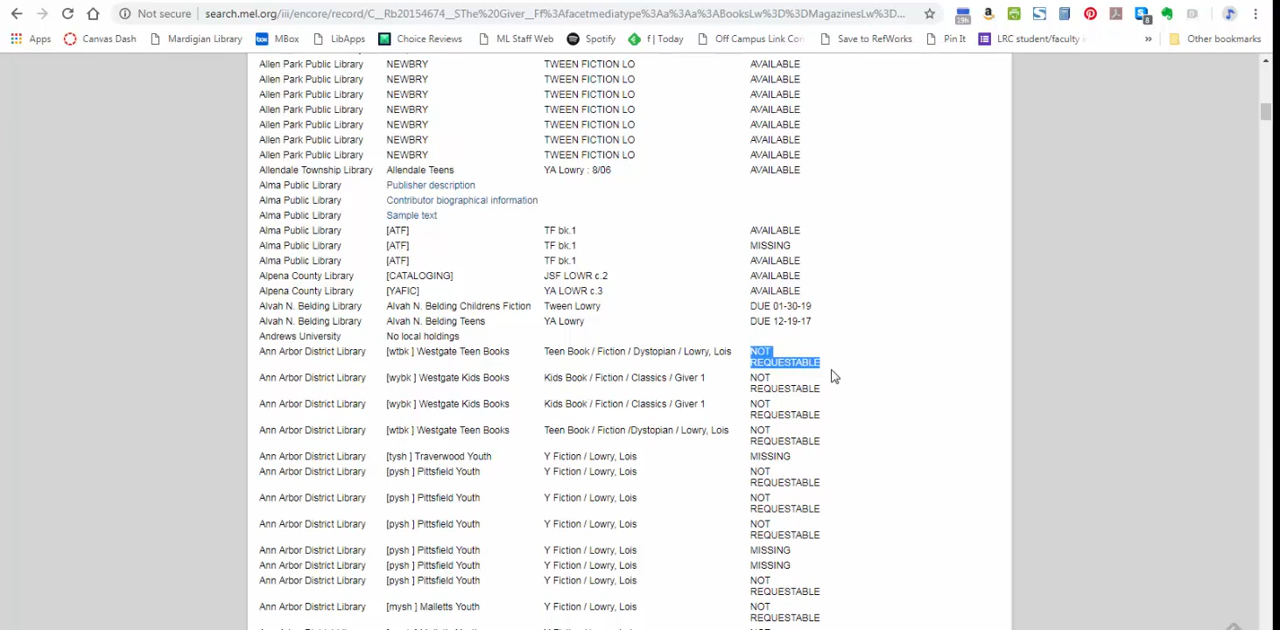 Not secure search.mel.org/iii/encore/record/C__Rb20154674__SThe%20Giver__Ff%3Afacetmediatype%3Aa%3Aa%3ABooksLw%3D%3DMagazinesLw%3D%3D...
Apps Canvas Dash Mardigian Library MBox LibApps Choice Reviews ML Staff Web Spotify f | Today Off Campus Link Con Save to RefWorks Pin It LRC student/faculty » Other bookmarks
Allen Park Public Library NEWBRY TWEEN FICTION LO AVAILABLE
Allen Park Public Library NEWBRY TWEEN FICTION LO AVAILABLE
Allen Park Public Library NEWBRY TWEEN FICTION LO AVAILABLE
Allen Park Public Library NEWBRY TWEEN FICTION LO AVAILABLE
Allen Park Public Library NEWBRY TWEEN FICTION LO AVAILABLE
Allen Park Public Library NEWBRY TWEEN FICTION LO AVAILABLE
Allen Park Public Library NEWBRY TWEEN FICTION LO AVAILABLE
Allendale Township Library Allendale Teens YA Lowry : 8/06 AVAILABLE
Alma Public Library Publisher description
Alma Public Library Contributor biographical information
Alma Public Library Sample text
Alma Public Library [ATF] TF bk.1 AVAILABLE
Alma Public Library [ATF] TF bk.1 MISSING
Alma Public Library [ATF] TF bk.1 AVAILABLE
Alpena County Library [CATALOGING] JSF LOWR c.2 AVAILABLE
Alpena County Library [YAFIC] YA LOWR c.3 AVAILABLE
Alvah N. Belding Library Alvah N. Belding Childrens Fiction Tween Lowry DUE 01-30-19
Alvah N. Belding Library Alvah N. Belding Teens YA Lowry DUE 12-19-17
Andrews University No local holdings
Ann Arbor District Library [wtbk ] Westgate Teen Books Teen Book / Fiction / Dystopian / Lowry, Lois NOT
REQUESTABLE
Ann Arbor District Library [wybk ] Westgate Kids Books Kids Book / Fiction / Classics / Giver 1 NOT
REQUESTABLE
Ann Arbor District Library [wybk ] Westgate Kids Books Kids Book / Fiction / Classics / Giver 1 NOT
REQUESTABLE
Ann Arbor District Library [wtbk ] Westgate Teen Books Teen Book / Fiction /Dystopian / Lowry, Lois NOT
REQUESTABLE
Ann Arbor District Library [tysh ] Traverwood Youth Y Fiction / Lowry, Lois MISSING
Ann Arbor District Library [pysh ] Pittsfield Youth Y Fiction / Lowry, Lois NOT
REQUESTABLE
Ann Arbor District Library [pysh ] Pittsfield Youth Y Fiction / Lowry, Lois NOT
REQUESTABLE
Ann Arbor District Library [pysh ] Pittsfield Youth Y Fiction / Lowry, Lois NOT
REQUESTABLE
Ann Arbor District Library [pysh ] Pittsfield Youth Y Fiction / Lowry, Lois MISSING
Ann Arbor District Library [pysh ] Pittsfield Youth Y Fiction / Lowry, Lois MISSING
Ann Arbor District Library [pysh ] Pittsfield Youth Y Fiction / Lowry, Lois NOT
REQUESTABLE
Ann Arbor District Library [mysh ] Malletts Youth Y Fiction / Lowry, Lois NOT
REQUESTABLE